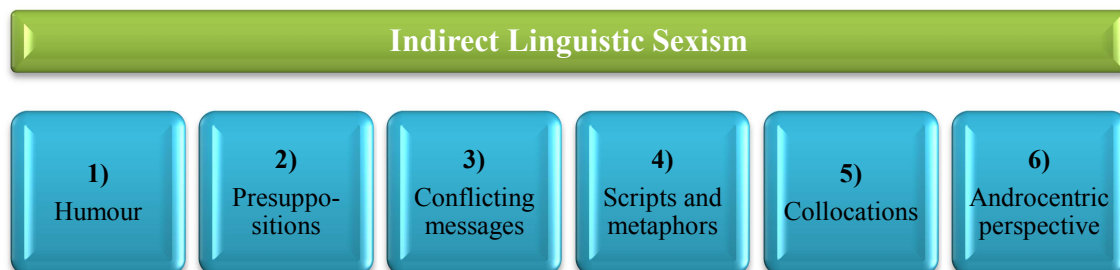 Indirect Linguistic Sexism
1)
Humour
2)
Presuppo-
sitions
3)
Conflicting
messages
4)
Scripts and
metaphors
5)
Collocations
6)
Androcentric
perspective